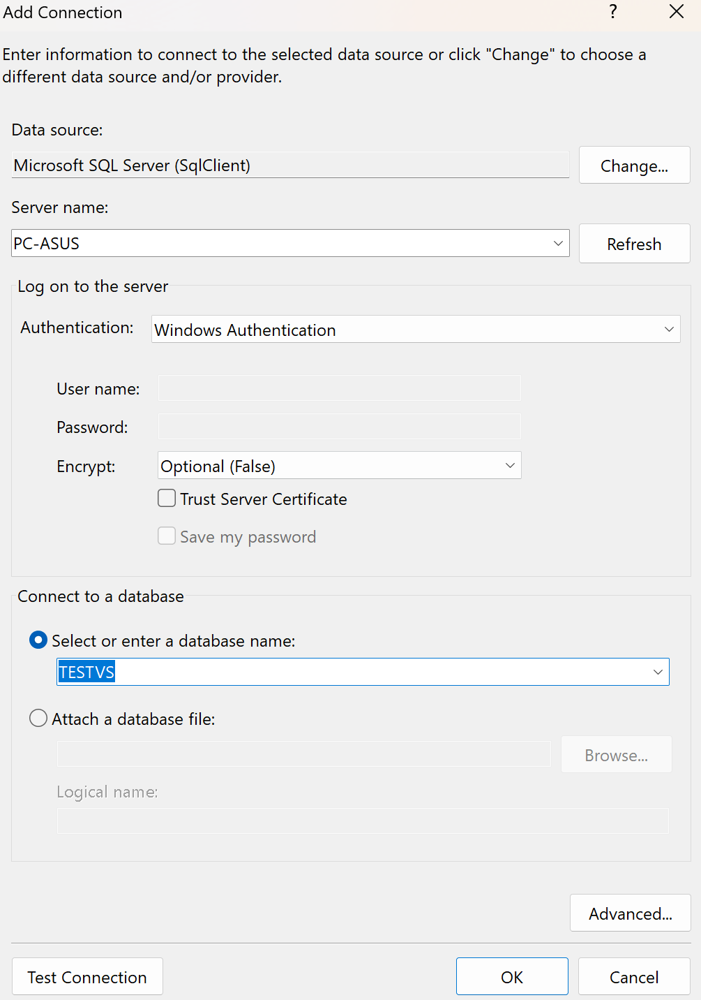 Add Connection
?
Enter information to connect to the selected data source or click "Change" to choose a
different data source and/or provider.
Data source:
Microsoft SQL Server (SqlClient)
Change...
Server name:
PC-ASUS
Refresh
Log on to the server
Authentication:
Windows Authentication
User name:
Password:
Encrypt:
Optional (False)
Trust Server Certificate
Save my password
Connect to a database
Select or enter a database name:
TESTVS
Attach a database file:
Browse...
Logical name:
Advanced...
Test Connection
OK
Cancel